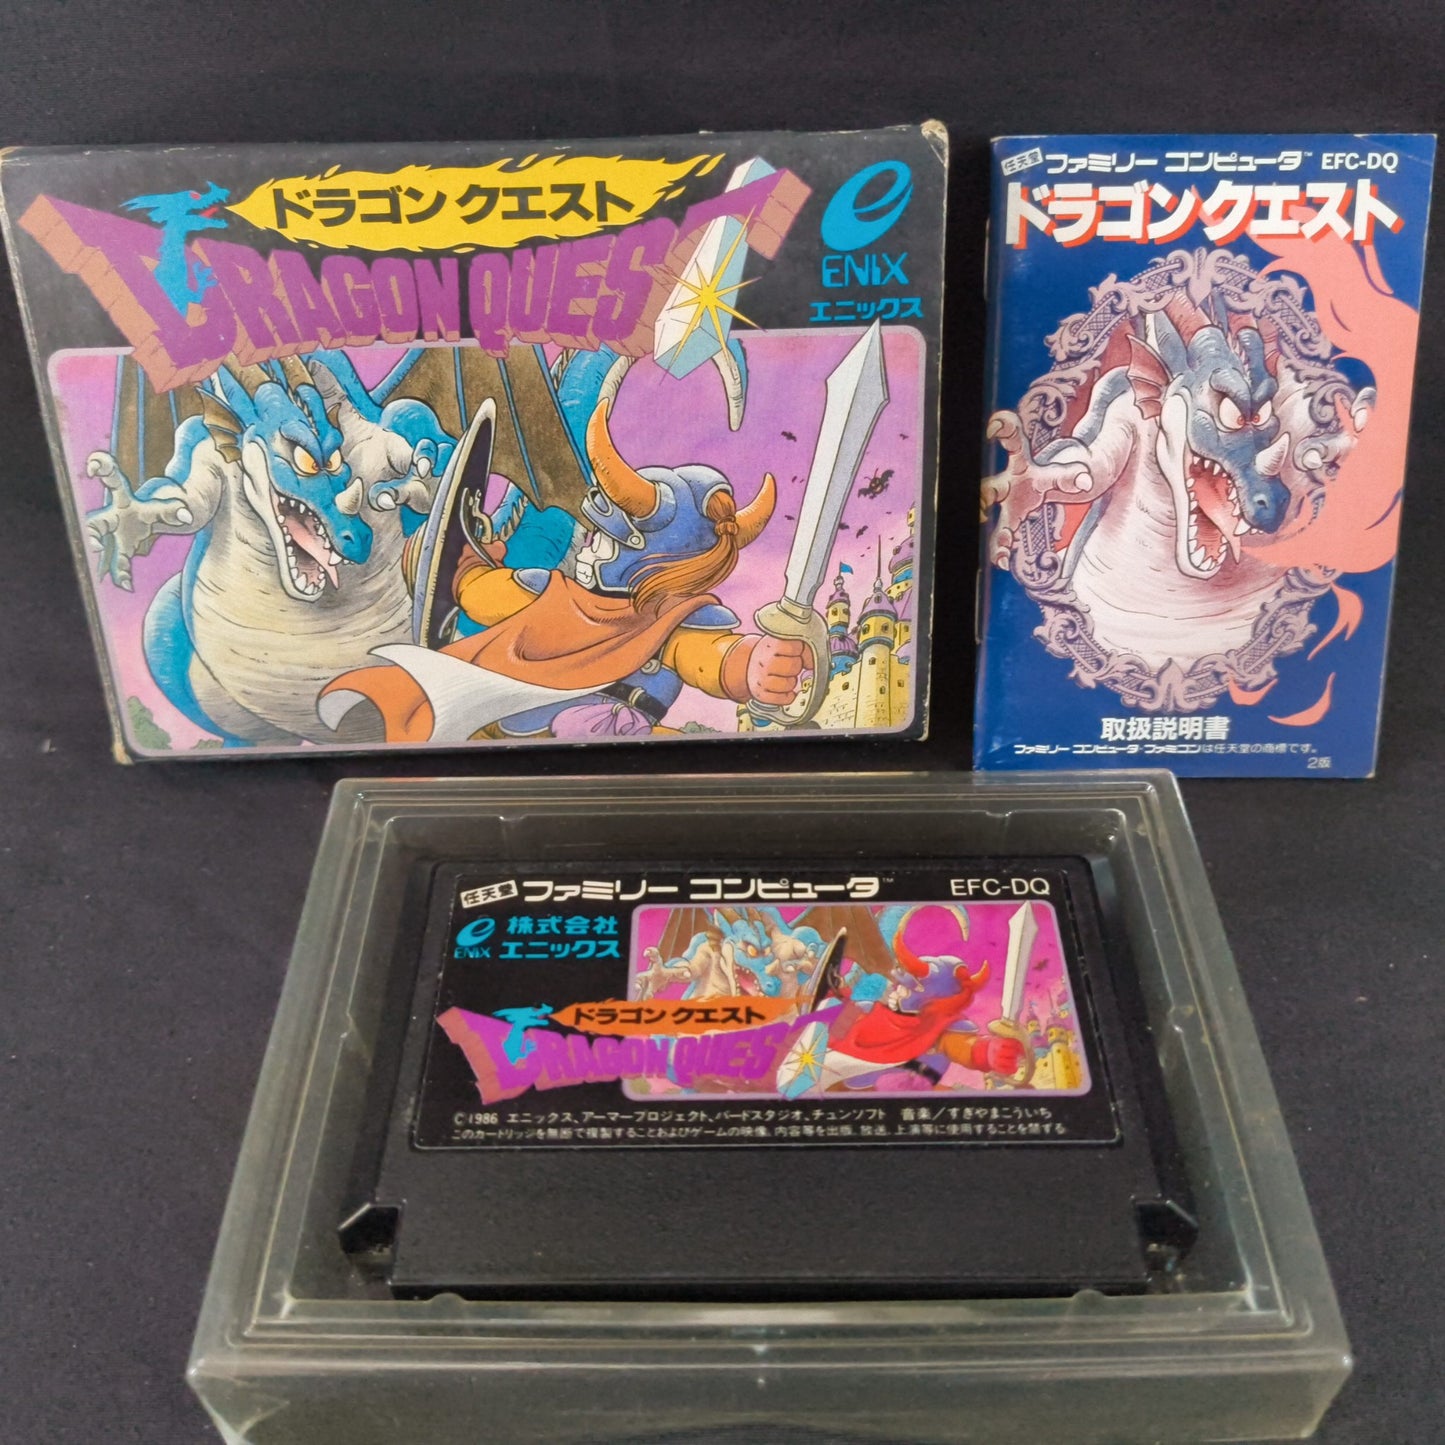 ドラゴンクエスト
DRAGON QUEST
e
ENIX
エニックス
任天堂 ファミリー コンピュータ™ EFC-DQ
ドラゴンクエスト
取扱説明書
ファミリー コンピュータ・ファミコンは任天堂の商標です。
2版
任天堂 ファミリー コンピュータ™ EFC-DQ
e 株式会社
ENIX エニックス
ドラゴンクエスト
DRAGON QUEST
©1986 エニックス、アーマープロジェクト、バードスタジオ、チュンソフト 音楽/すぎやまこういち
このカートリッジを無断で複製することおよびゲームの映像、内容等を出版、放送、上演等に使用することを禁ずる